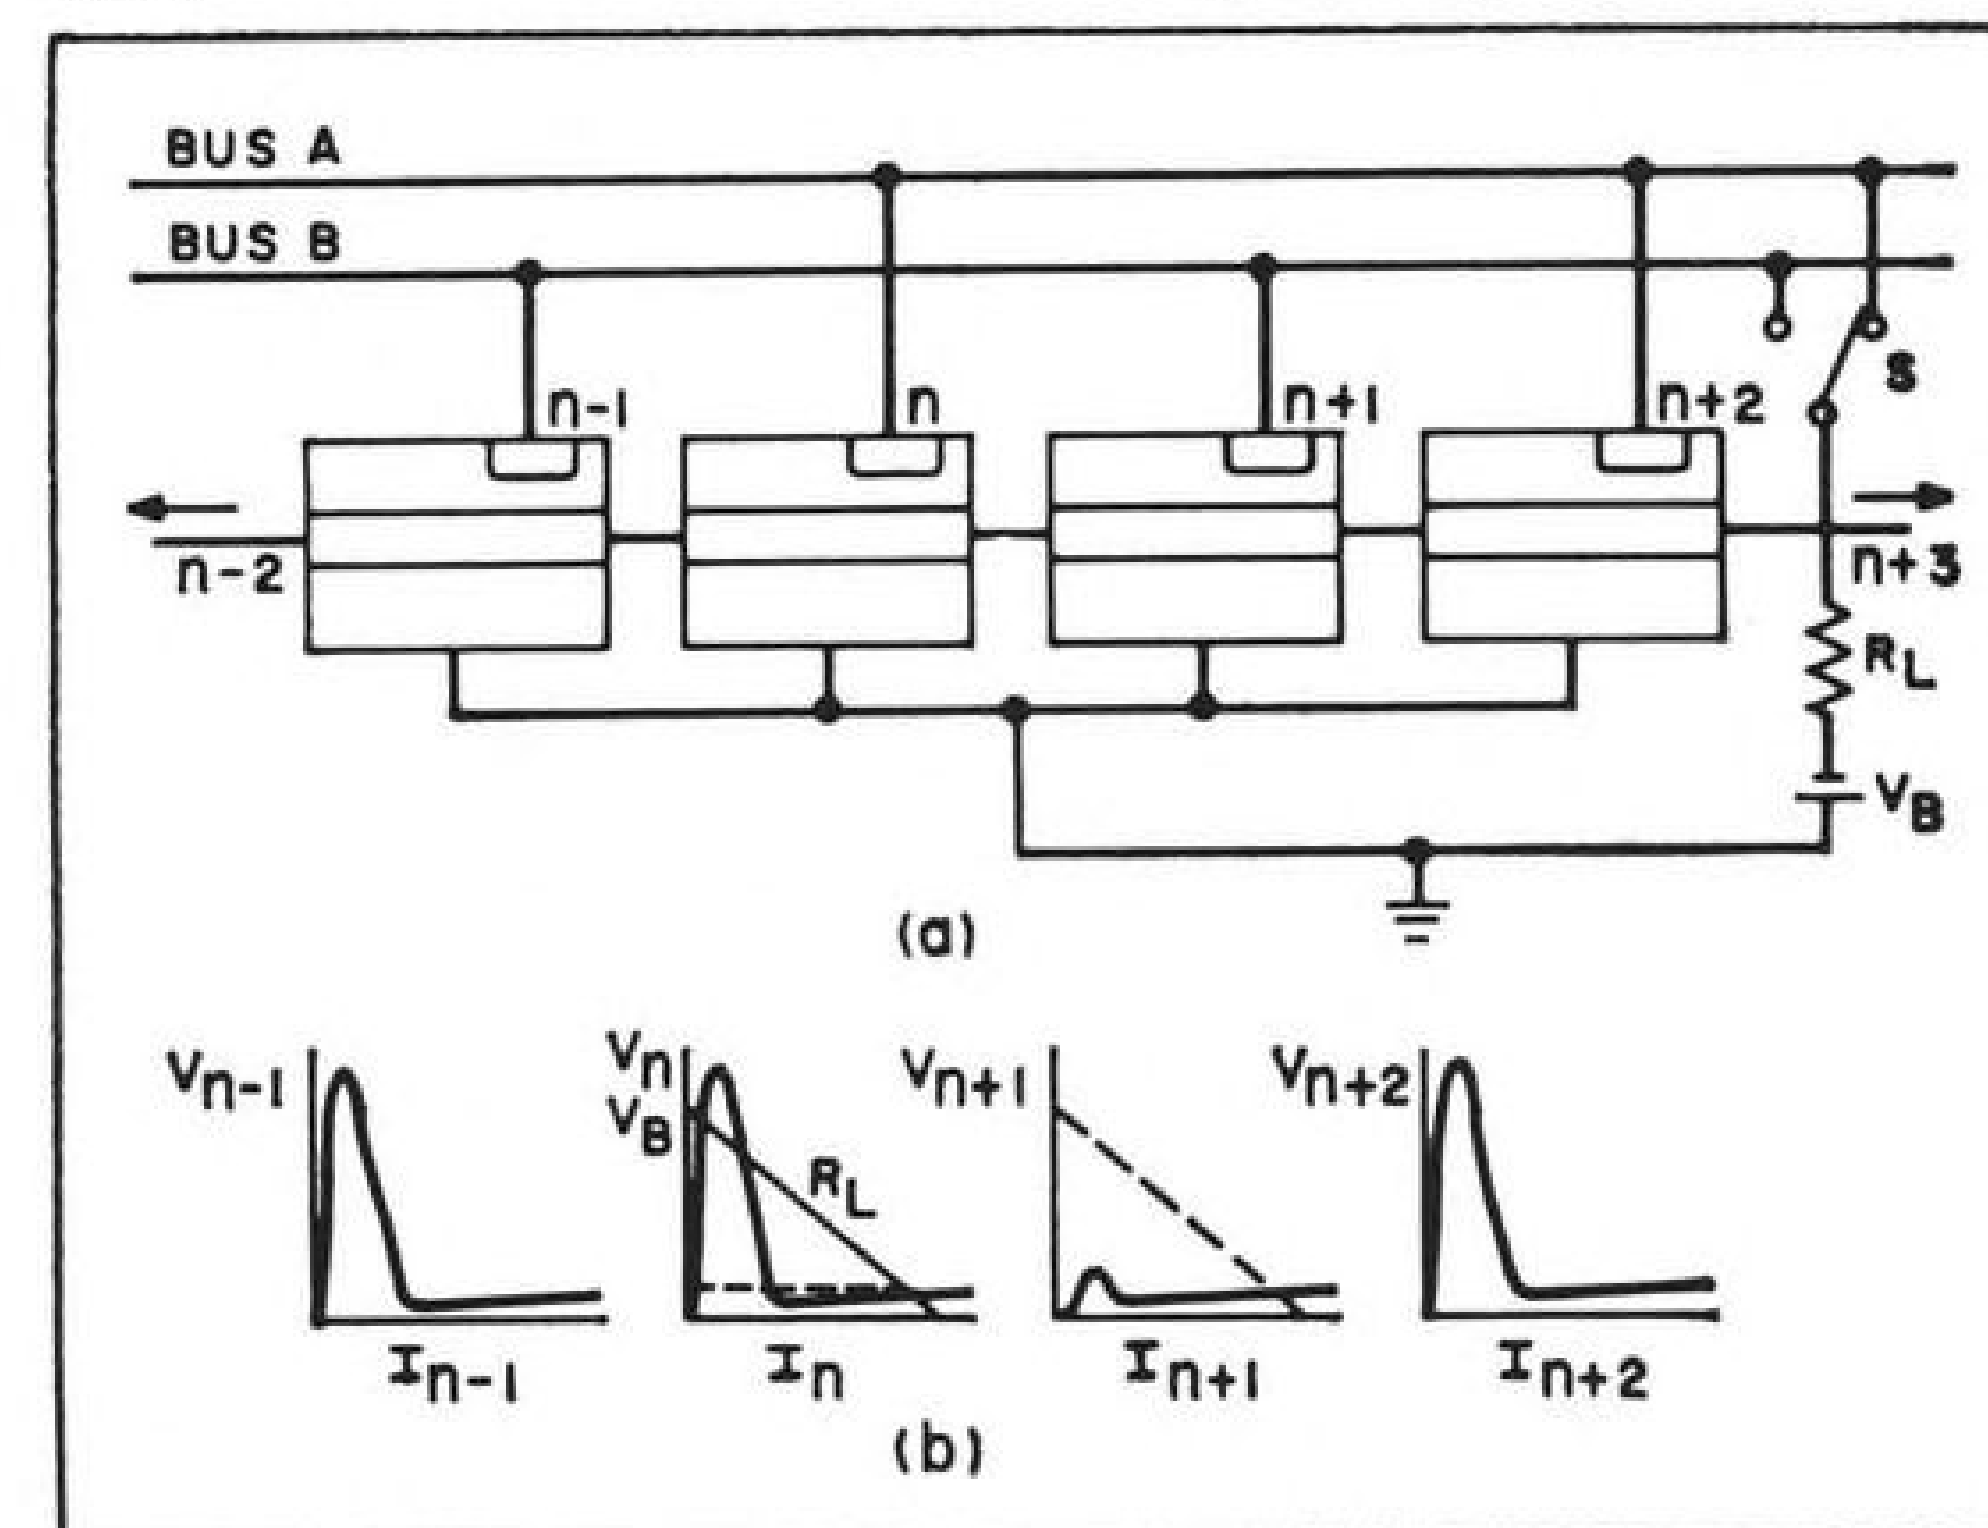 BUS A
BUS B
S
n-1
n
n+1
n+2
n-2
n+3
RL
VB
(a)
Vn-1
Vn
VB
RL
Vn+1
Vn+2
In-1
In
In+1
In+2
(b)